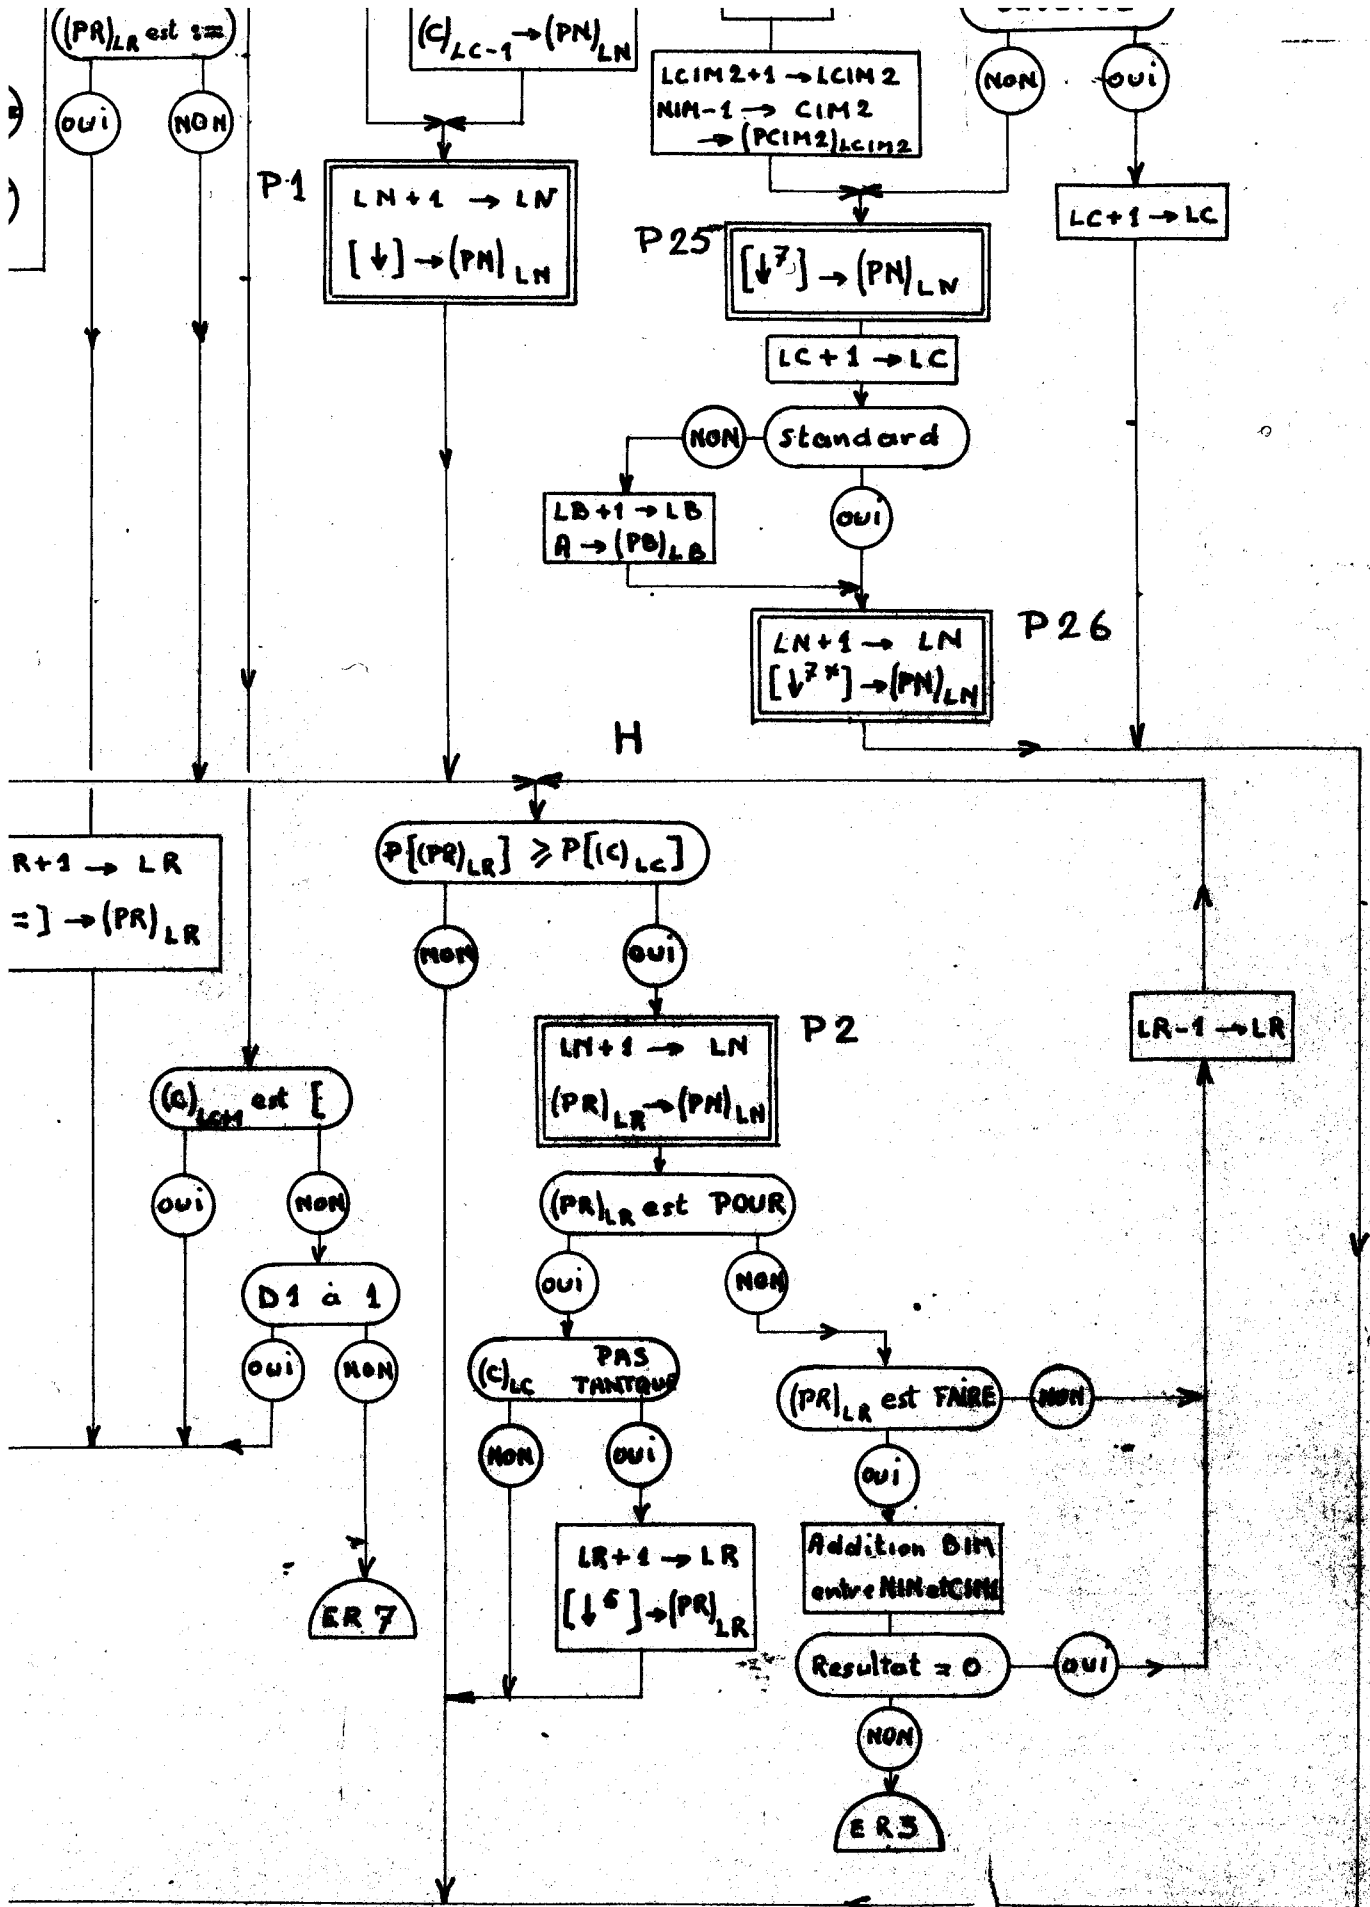 (PR)LR est :=
OUI
NON
(C)LC-1 → (PN)LN
LCIM2+1 → LCIM2
NIM-1 → CIM2
→ (PCIM2)LCIM2
NON
OUI
P1
LN+1 → LN
[↓] → (PN)LN
P25
[↓7] → (PN)LN
LC+1 → LC
LC+1 → LC
NON
standard
OUI
LB+1 → LB
A → (PB)LB
P26
LN+1 → LN
[↓7*] → (PN)LN
H
P[(PR)LR] ⩾ P[(C)LC]
R+1 → LR
=] → (PR)LR
NON
OUI
P2
LN+1 → LN
(PR)LR → (PN)LN
LR-1 → LR
(C)LC+1 est [
OUI
NON
(PR)LR est POUR
OUI
NON
D1 à 1
OUI
NON
(C)LC PAS
TANTQUE
(PR)LR est FAIRE
NON
NON
OUI
OUI
LR+1 → LR
[↓6] → (PR)LR
Addition BIM
entre
ER7
Resultat = 0
OUI
NON
ER3